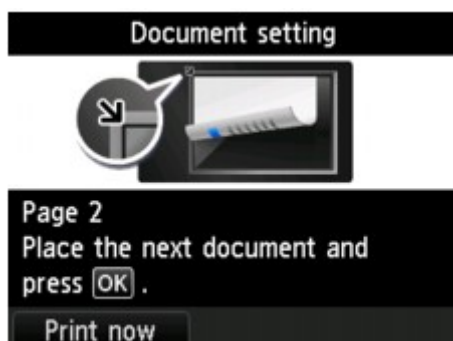 Document setting
Page 2
Place the next document and
press OK .
Print now